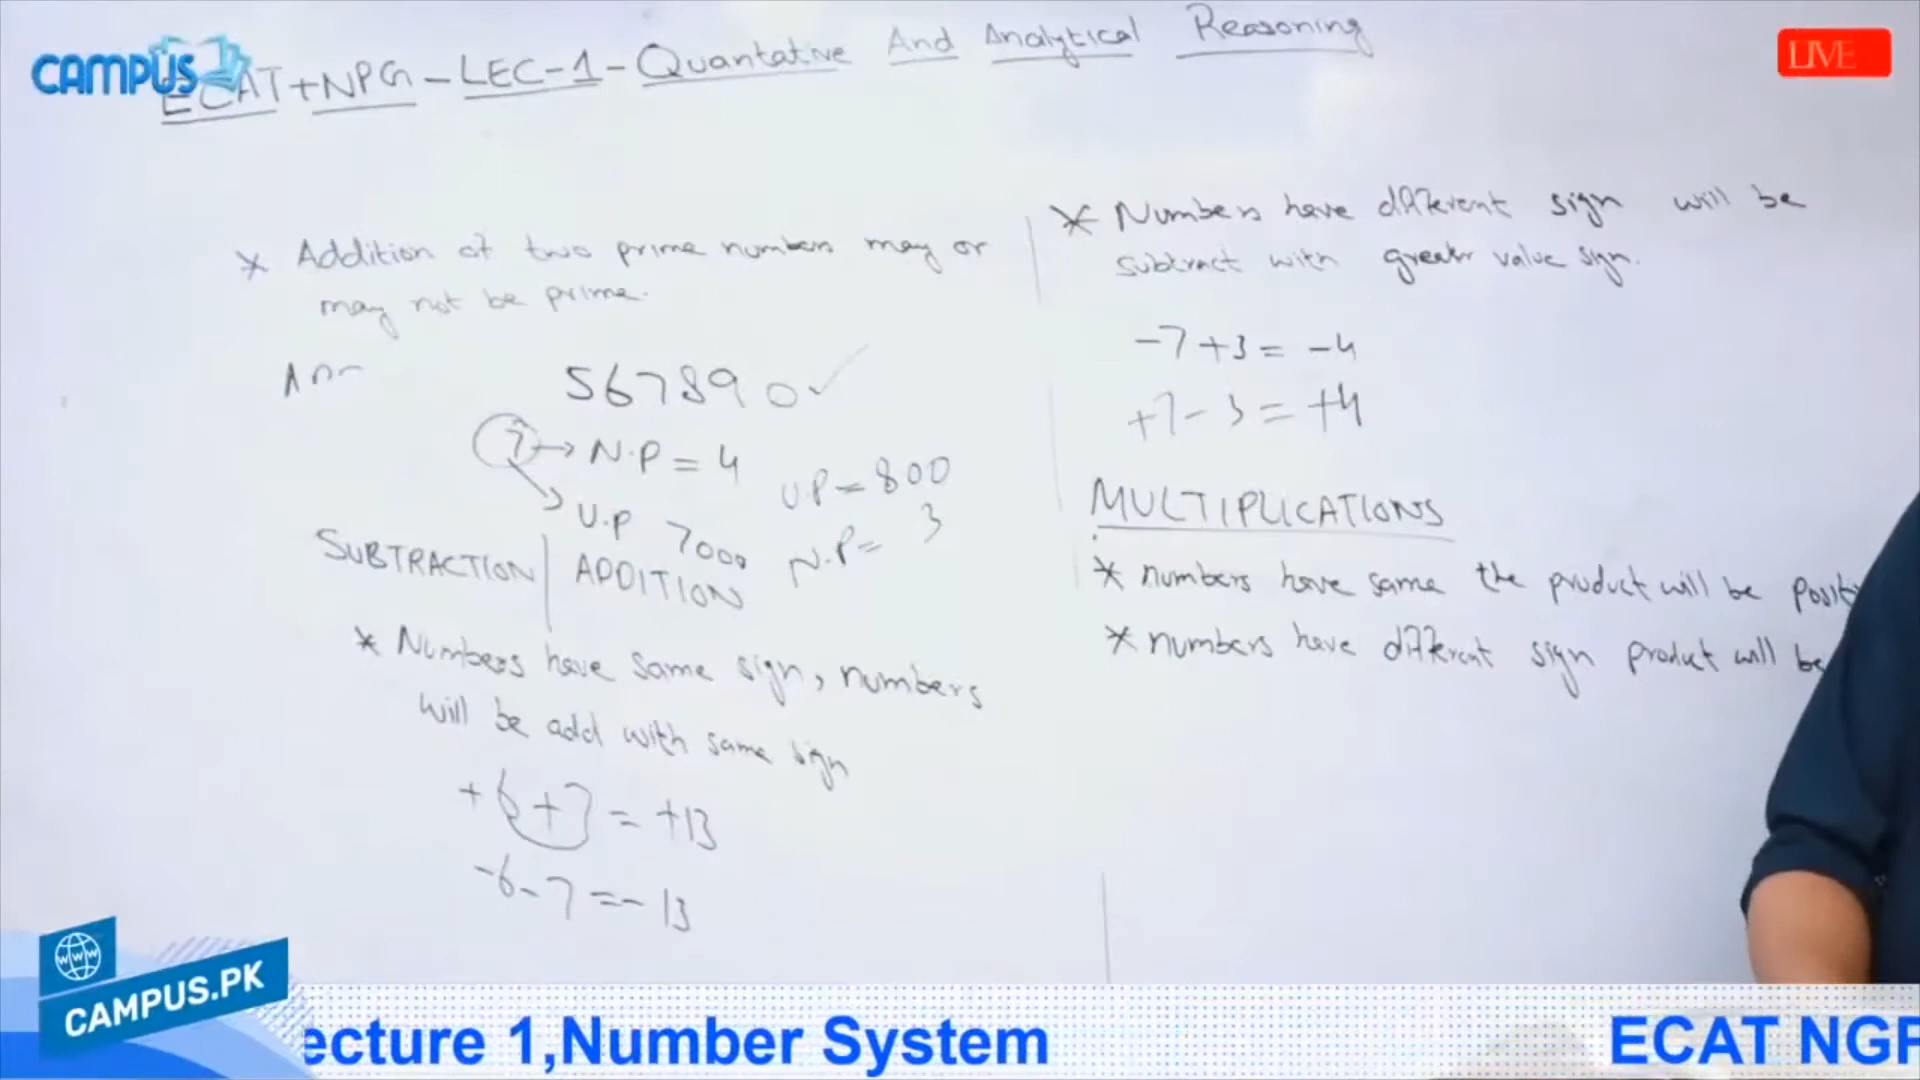 CAMPUS
LIVE
ECAT+NPG-LEC-1-Quantative And Analytical Reasoning
* Addition of two prime numbers may or
may not be prime.
567890✓
7→N.P=4
U.P 7000
U.P=800
N.P= 3
SUBTRACTION | ADDITION
* Numbers have same sign, numbers
will be add with same sign
+6+7=+13
-6-7=-13
* Numbers have different sign will be
subtract with greater value sign.
-7+3=-4
+7-3=+4
MULTIPLICATIONS
* numbers have same the product will be positi
* numbers have different sign product will be
www
CAMPUS.PK
ecture 1,Number System
ECAT NGP